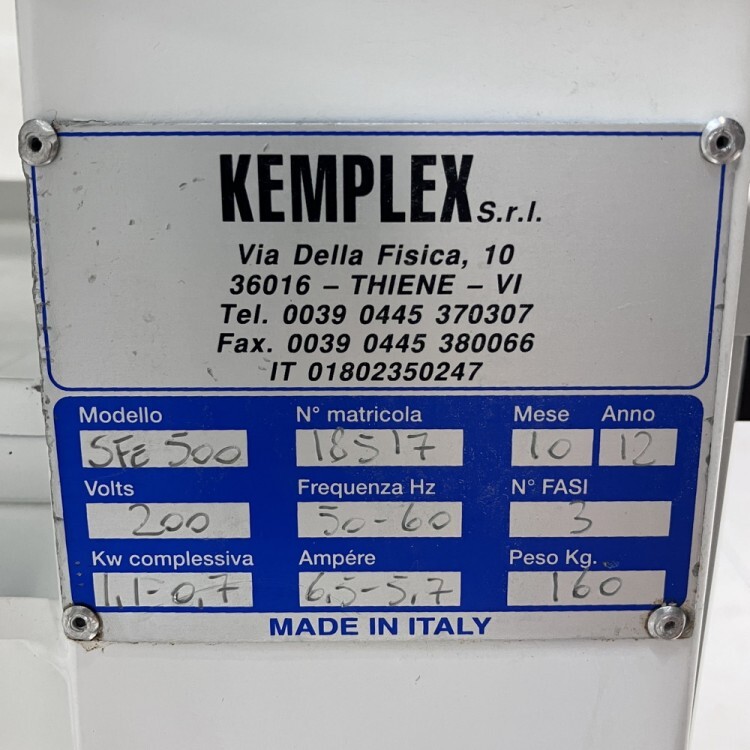 KEMPLEX S.r.l.
Via Della Fisica, 10
36016 – THIENE – VI
Tel. 0039 0445 370307
Fax. 0039 0445 380066
IT 01802350247
Modello N° matricola Mese Anno
SFE 500 18517 10 12
Volts Frequenza Hz N° FASI
200 50-60 3
Kw complessiva Ampére Peso Kg.
1,1-0,7 6,5-5,7 160
MADE IN ITALY